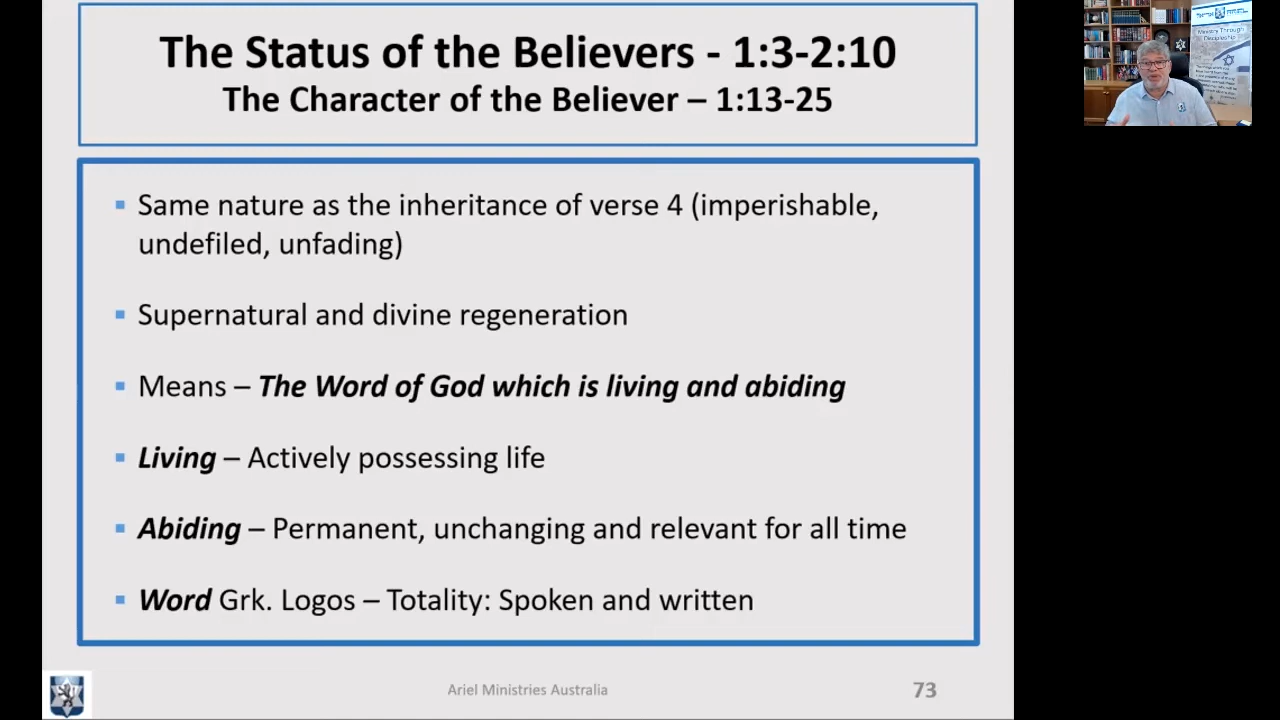 The Status of the Believers - 1:3-2:10
The Character of the Believer – 1:13-25
Same nature as the inheritance of verse 4 (imperishable,
undefiled, unfading)
Supernatural and divine regeneration
Means – The Word of God which is living and abiding
Living – Actively possessing life
Abiding – Permanent, unchanging and relevant for all time
Word Grk. Logos – Totality: Spoken and written
Ariel Ministries Australia
73
Ministry Through
Discipleship